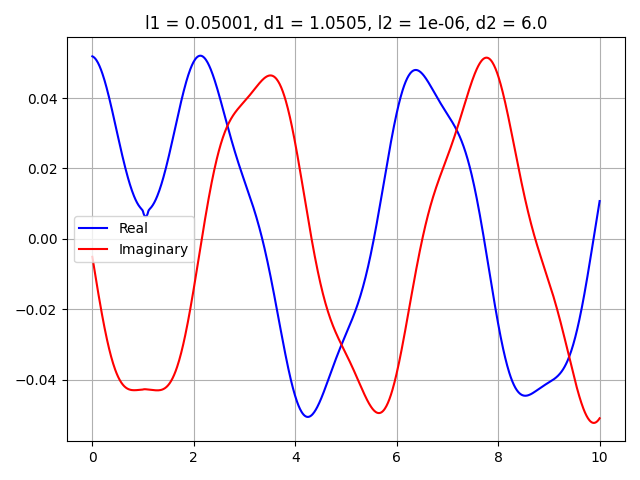 l1 = 0.05001, d1 = 1.0505, l2 = 1e-06, d2 = 6.0
0.04
0.02
0.00
−0.02
−0.04
Real
Imaginary
0 2 4 6 8 10